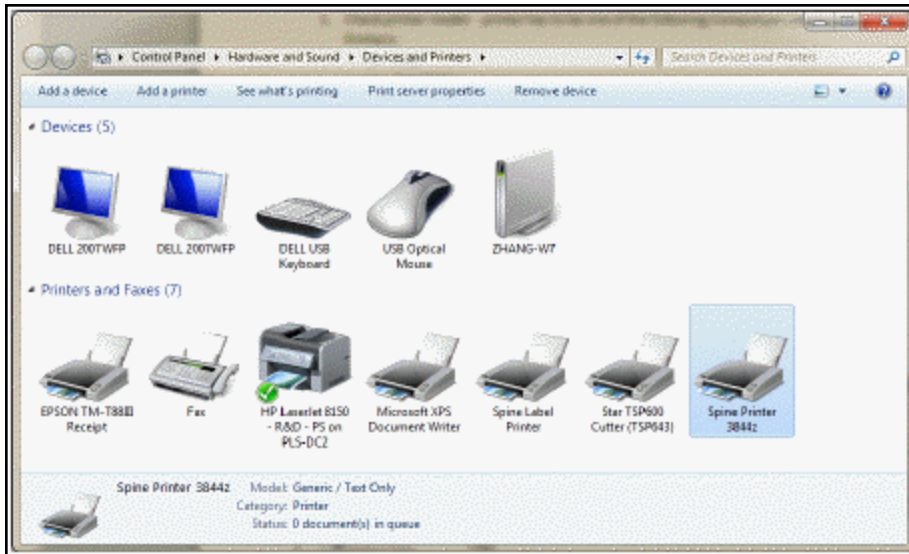 Control Panel ▸ Hardware and Sound ▸ Devices and Printers ▸
Search Devices and Printers
Add a device Add a printer See what's printing Print server properties Remove device
Devices (5)
DELL 2007WFP DELL 2007WFP DELL USB USB Optical ZHANG-W7
Keyboard Mouse
Printers and Faxes (7)
EPSON TM-T88III Fax HP LaserJet 8150 Microsoft XPS Spine Label Star TSP600 Spine Printer
Receipt - R&D - PS on Document Writer Printer Cutter (TSP643) 3844z
PLS-DC2
Spine Printer 3844z Model: Generic / Text Only
Category: Printer
Status: 0 document(s) in queue